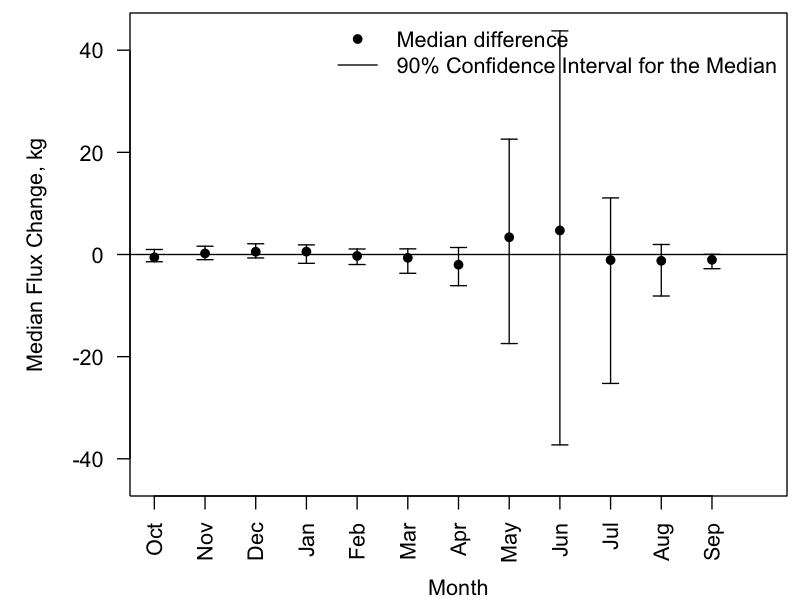 Median difference
90% Confidence Interval for the Median
Median Flux Change, kg
40
20
0
-20
-40
Oct
Nov
Dec
Jan
Feb
Mar
Apr
May
Jun
Jul
Aug
Sep
Month